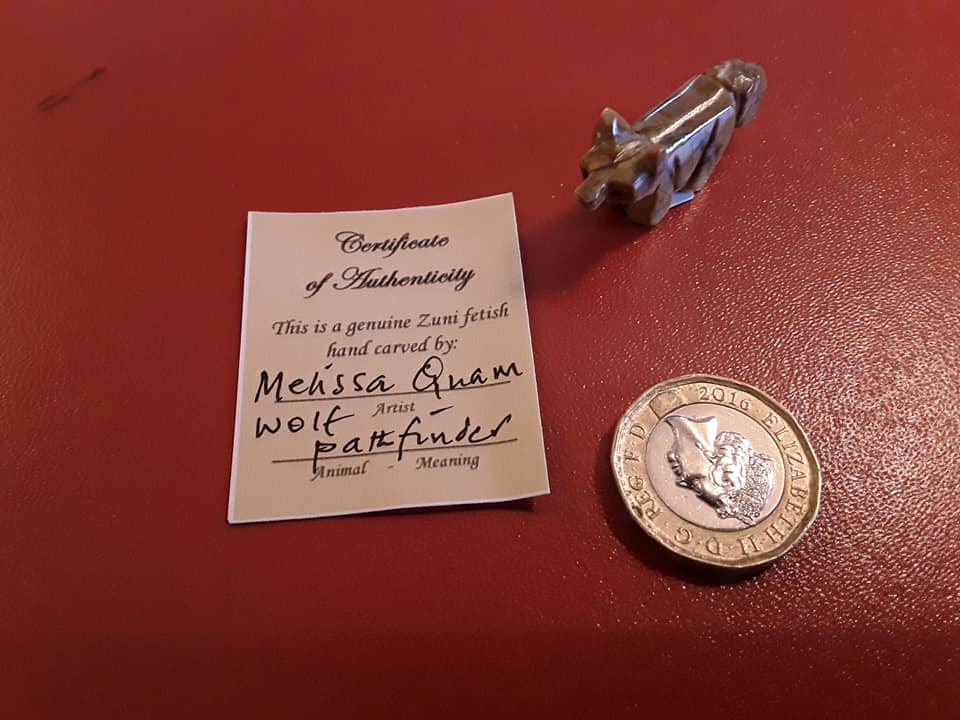 Certificate
of Authenticity
This is a genuine Zuni fetish
hand carved by:
Melissa Quam
Artist
wolf
pathfinder
Animal - Meaning
2016 · ELIZABETH · II · D · G · REG · F · D